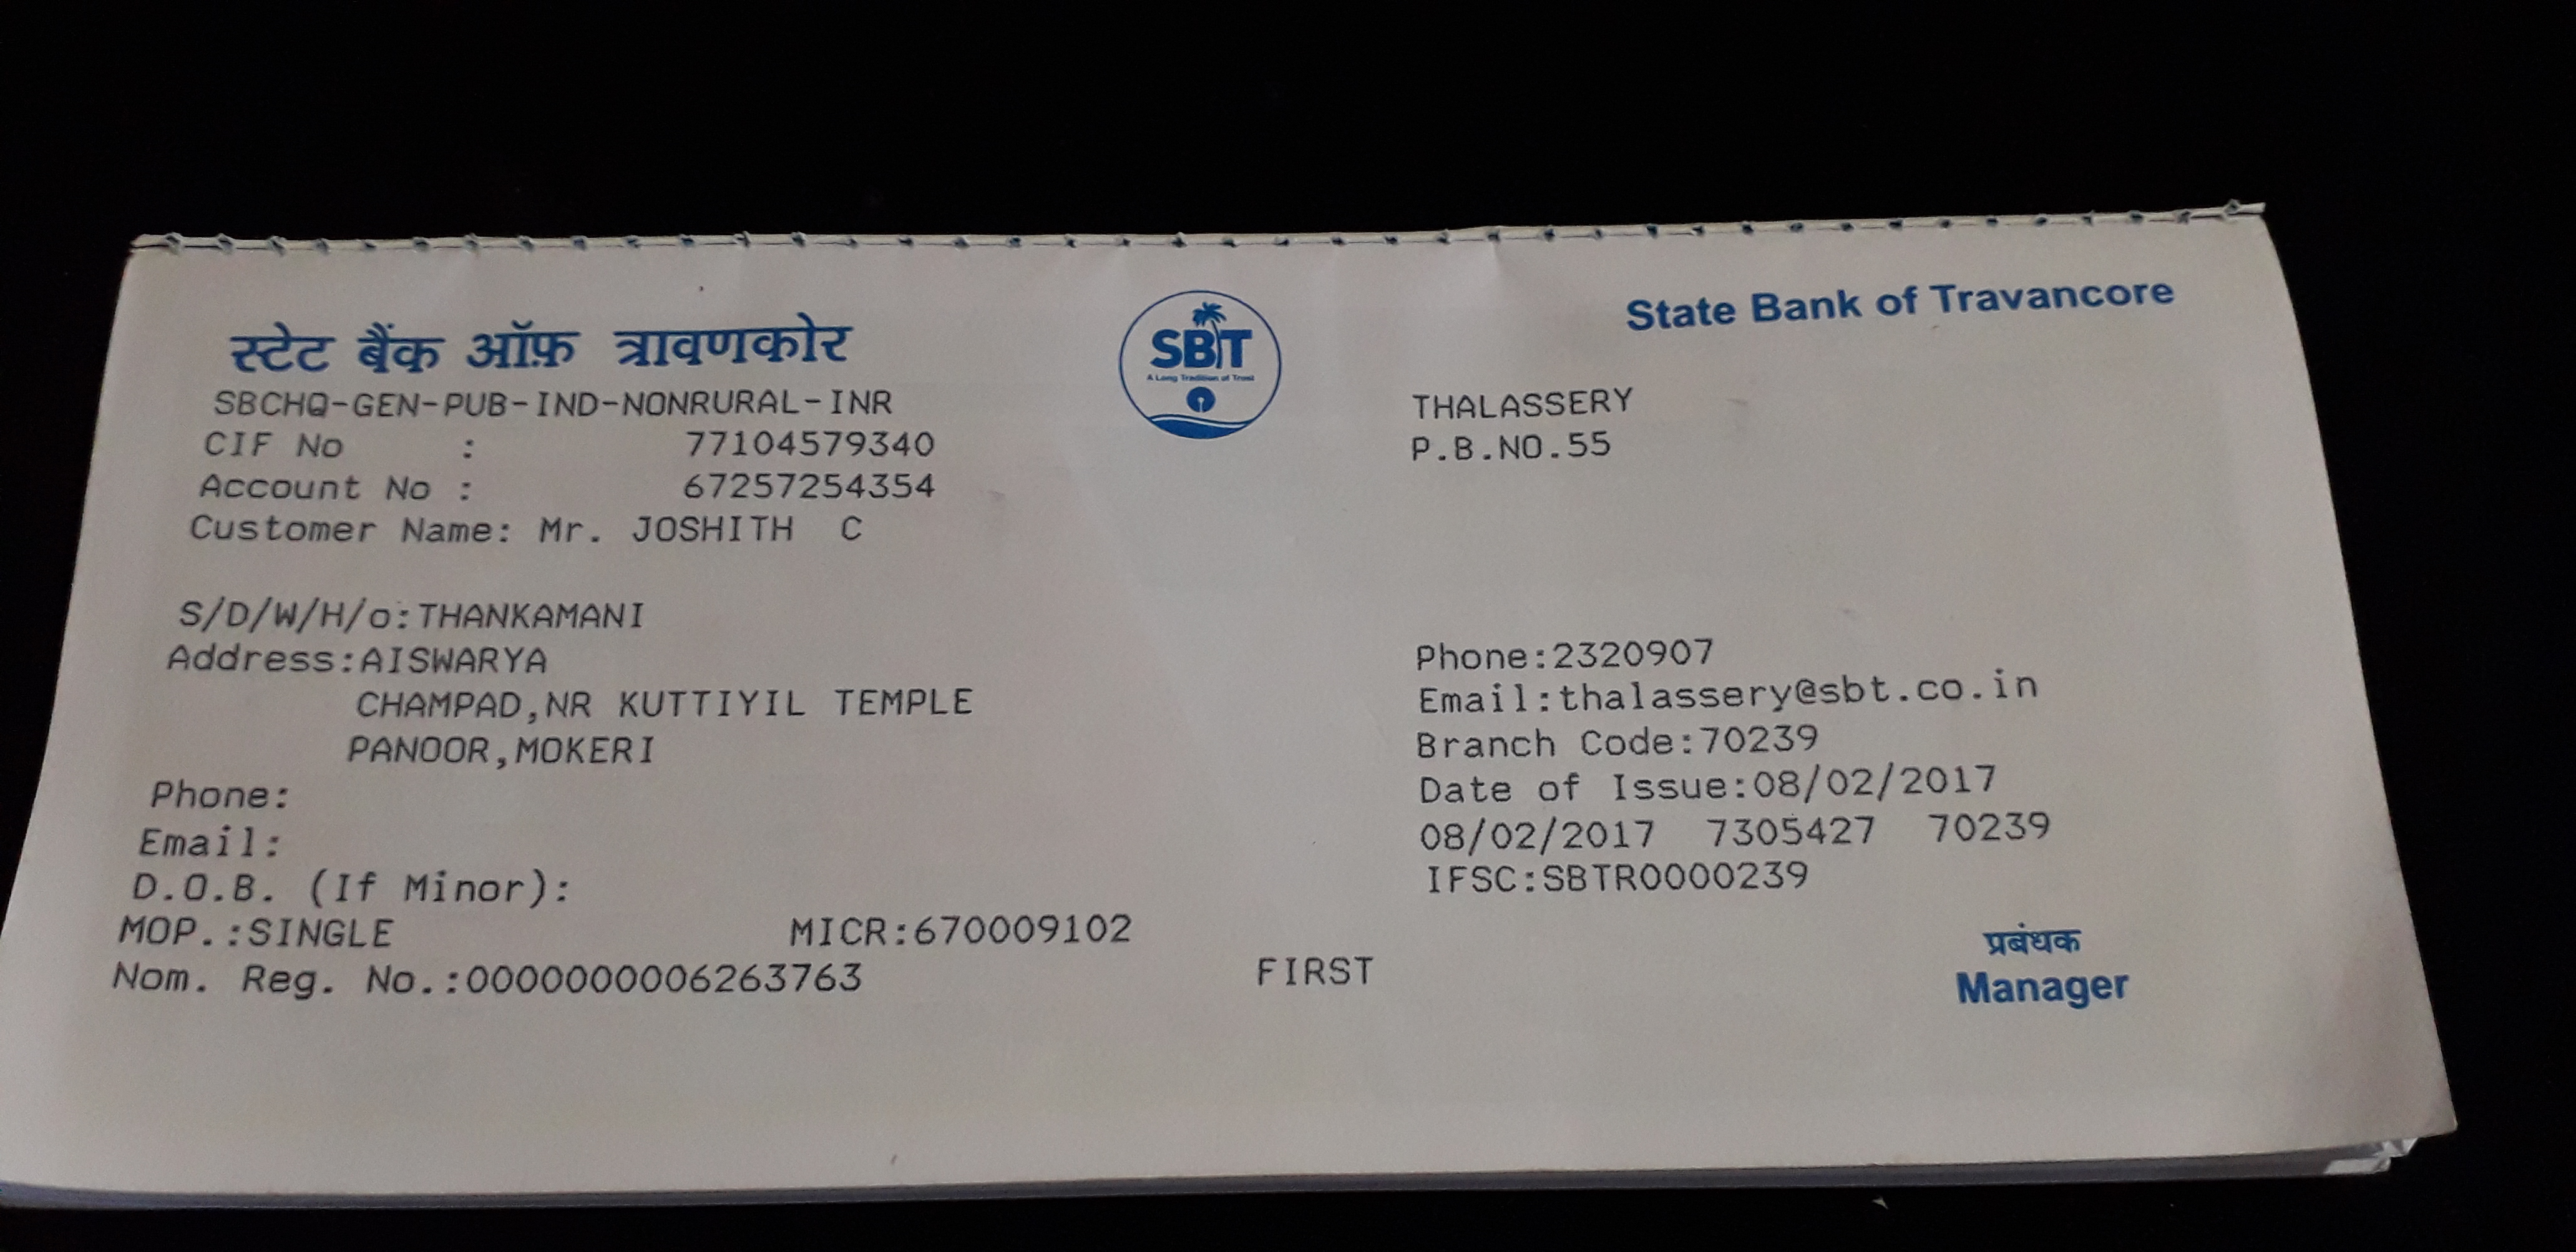 स्टेट बैंक ऑफ़ त्रावणकोर
SBCHQ-GEN-PUB-IND-NONRURAL-INR
CIF No : 77104579340
Account No : 67257254354
Customer Name: Mr. JOSHITH C
S/D/W/H/o:THANKAMANI
Address:AISWARYA
CHAMPAD,NR KUTTIYIL TEMPLE
PANOOR,MOKERI
Phone:
Email:
D.O.B. (If Minor):
MOP.:SINGLE MICR:670009102
Nom. Reg. No.:0000000006263763 FIRST
SBT
A Long Tradition of Trust
State Bank of Travancore
THALASSERY
P.B.NO.55
Phone:2320907
Email:thalassery@sbt.co.in
Branch Code:70239
Date of Issue:08/02/2017
08/02/2017 7305427 70239
IFSC:SBTR0000239
प्रबंधक
Manager